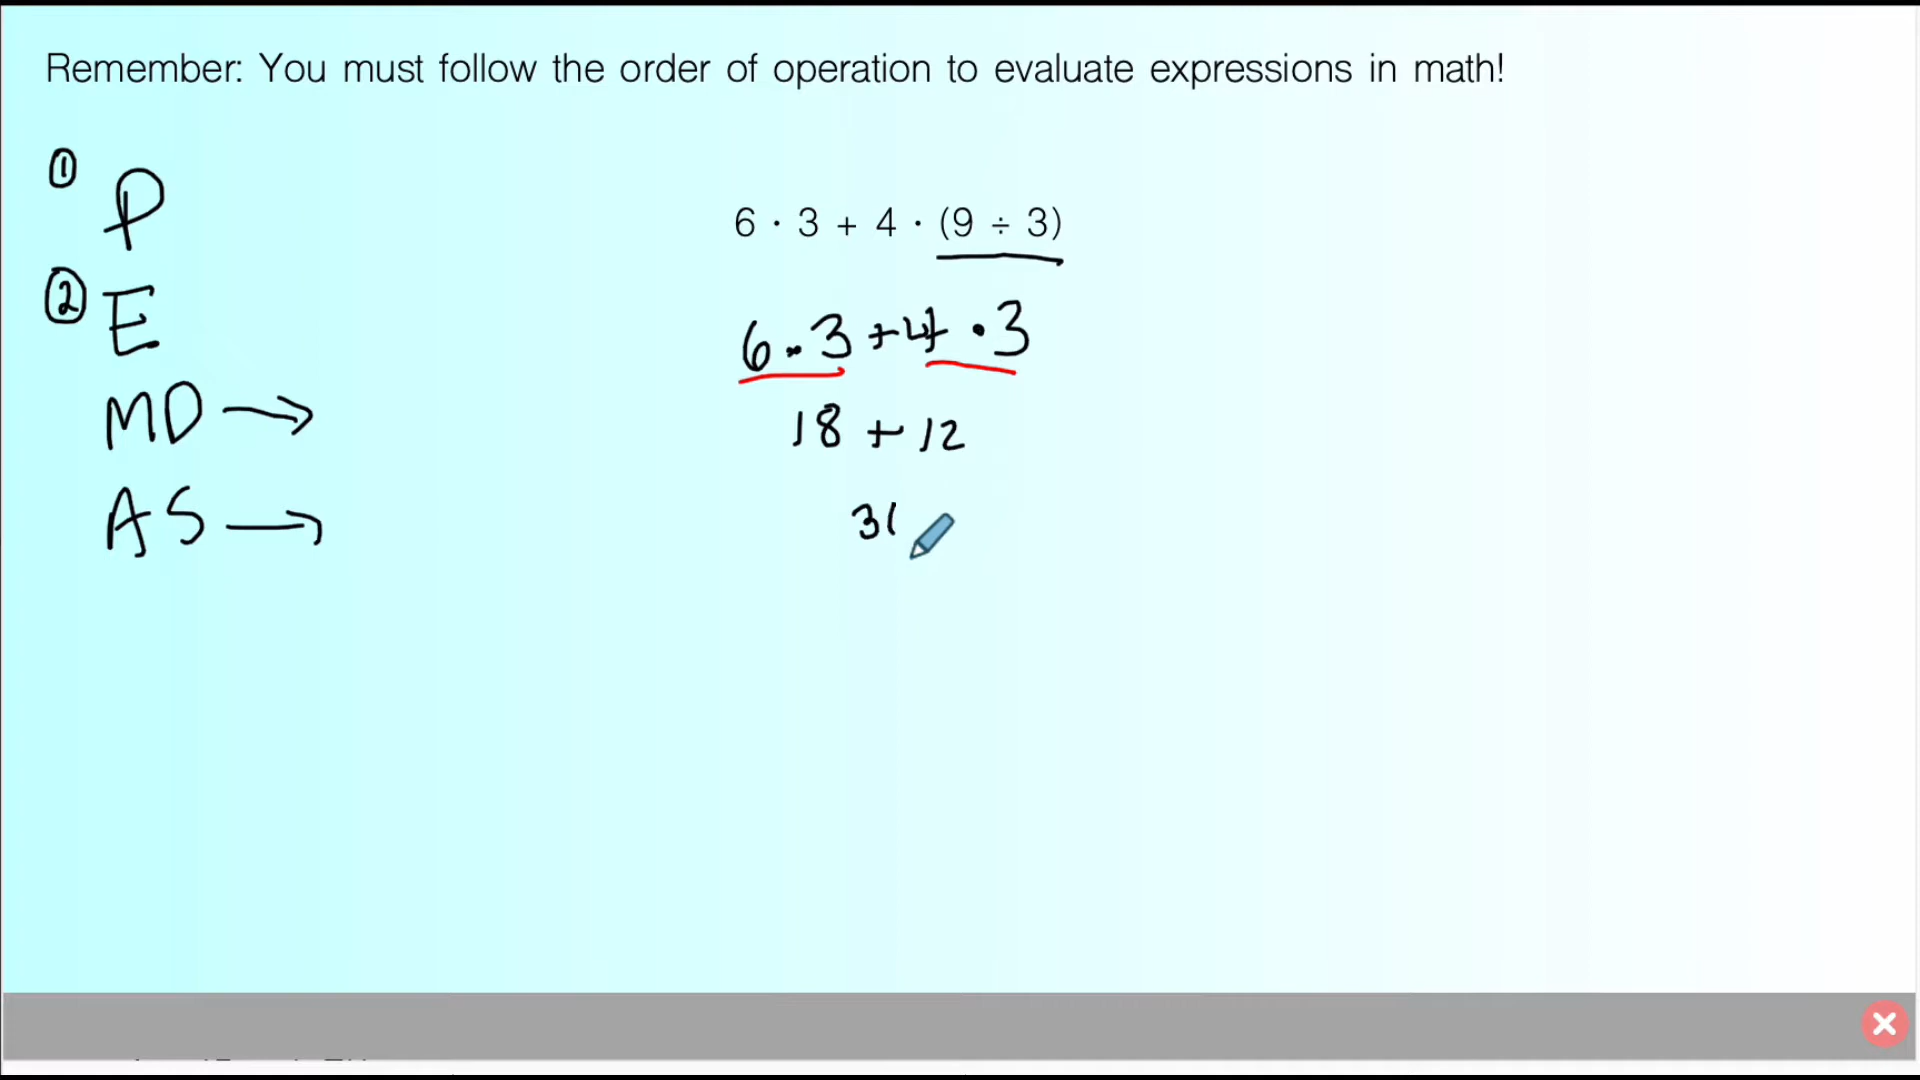 Remember: You must follow the order of operation to evaluate expressions in math!
① P
② E
MD →
AS →
6 · 3 + 4 · (9 ÷ 3)
6 · 3 + 4 · 3
18 + 12
3(